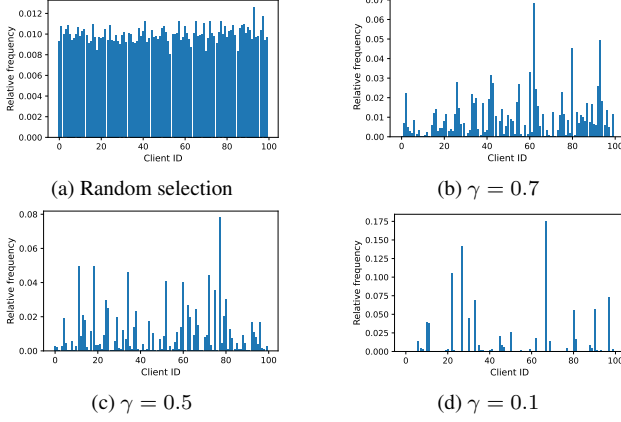 0.012
0.010
0.008
0.006
0.004
0.002
0.000
Relative frequency
0 20 40 60 80 100
Client ID
(a) Random selection
0.07
0.06
0.05
0.04
0.03
0.02
0.01
0.00
Relative frequency
0 20 40 60 80 100
Client ID
(b) γ = 0.7
0.08
0.06
0.04
0.02
0.00
Relative frequency
0 20 40 60 80 100
Client ID
(c) γ = 0.5
0.175
0.150
0.125
0.100
0.075
0.050
0.025
0.000
Relative frequency
0 20 40 60 80 100
Client ID
(d) γ = 0.1